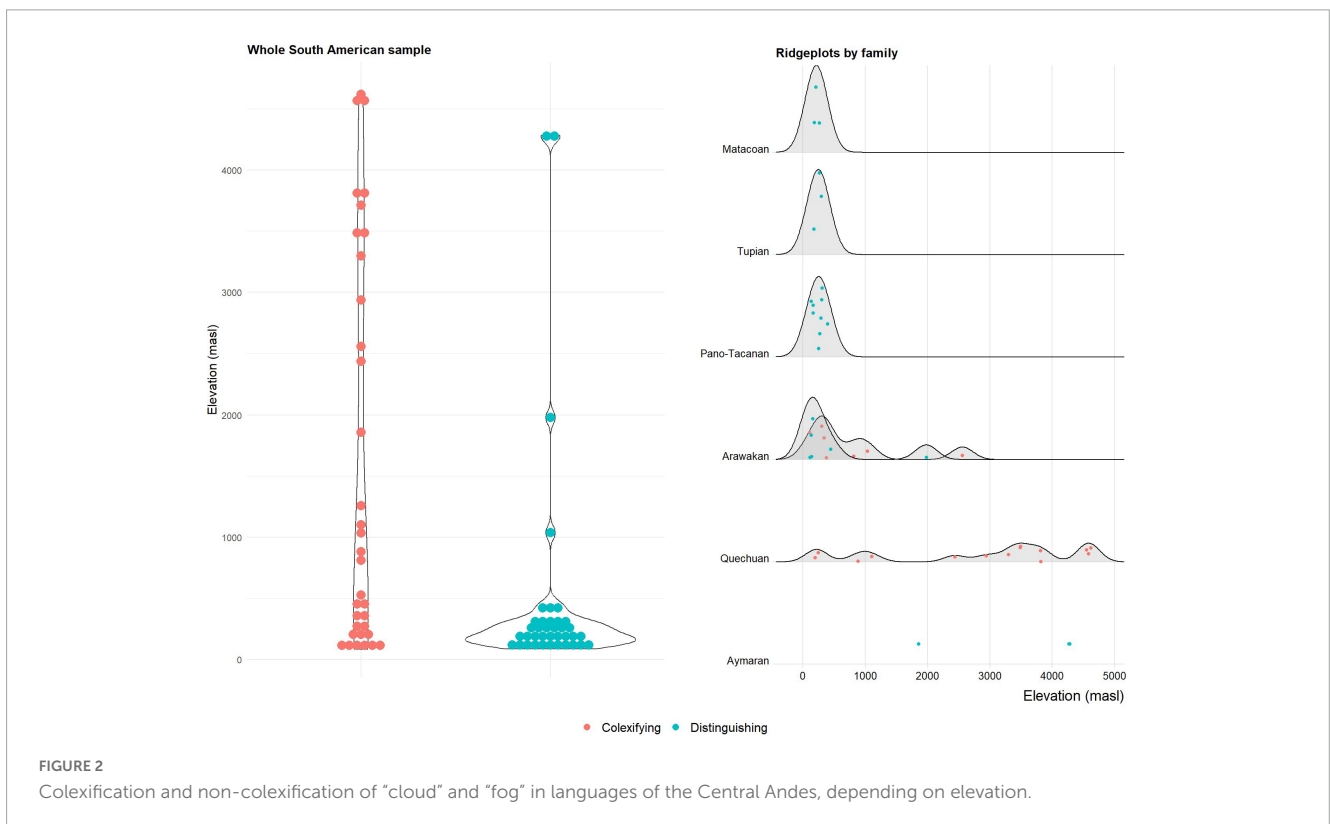 Whole South American sample
Elevation (masl)
4000
3000
2000
1000
0
Ridgeplots by family
Matacoan
Tupian
Pano-Tacanan
Arawakan
Quechuan
Aymaran
0 1000 2000 3000 4000 5000
Elevation (masl)
Colexifying Distinguishing
FIGURE 2
Colexification and non-colexification of “cloud” and “fog” in languages of the Central Andes, depending on elevation.